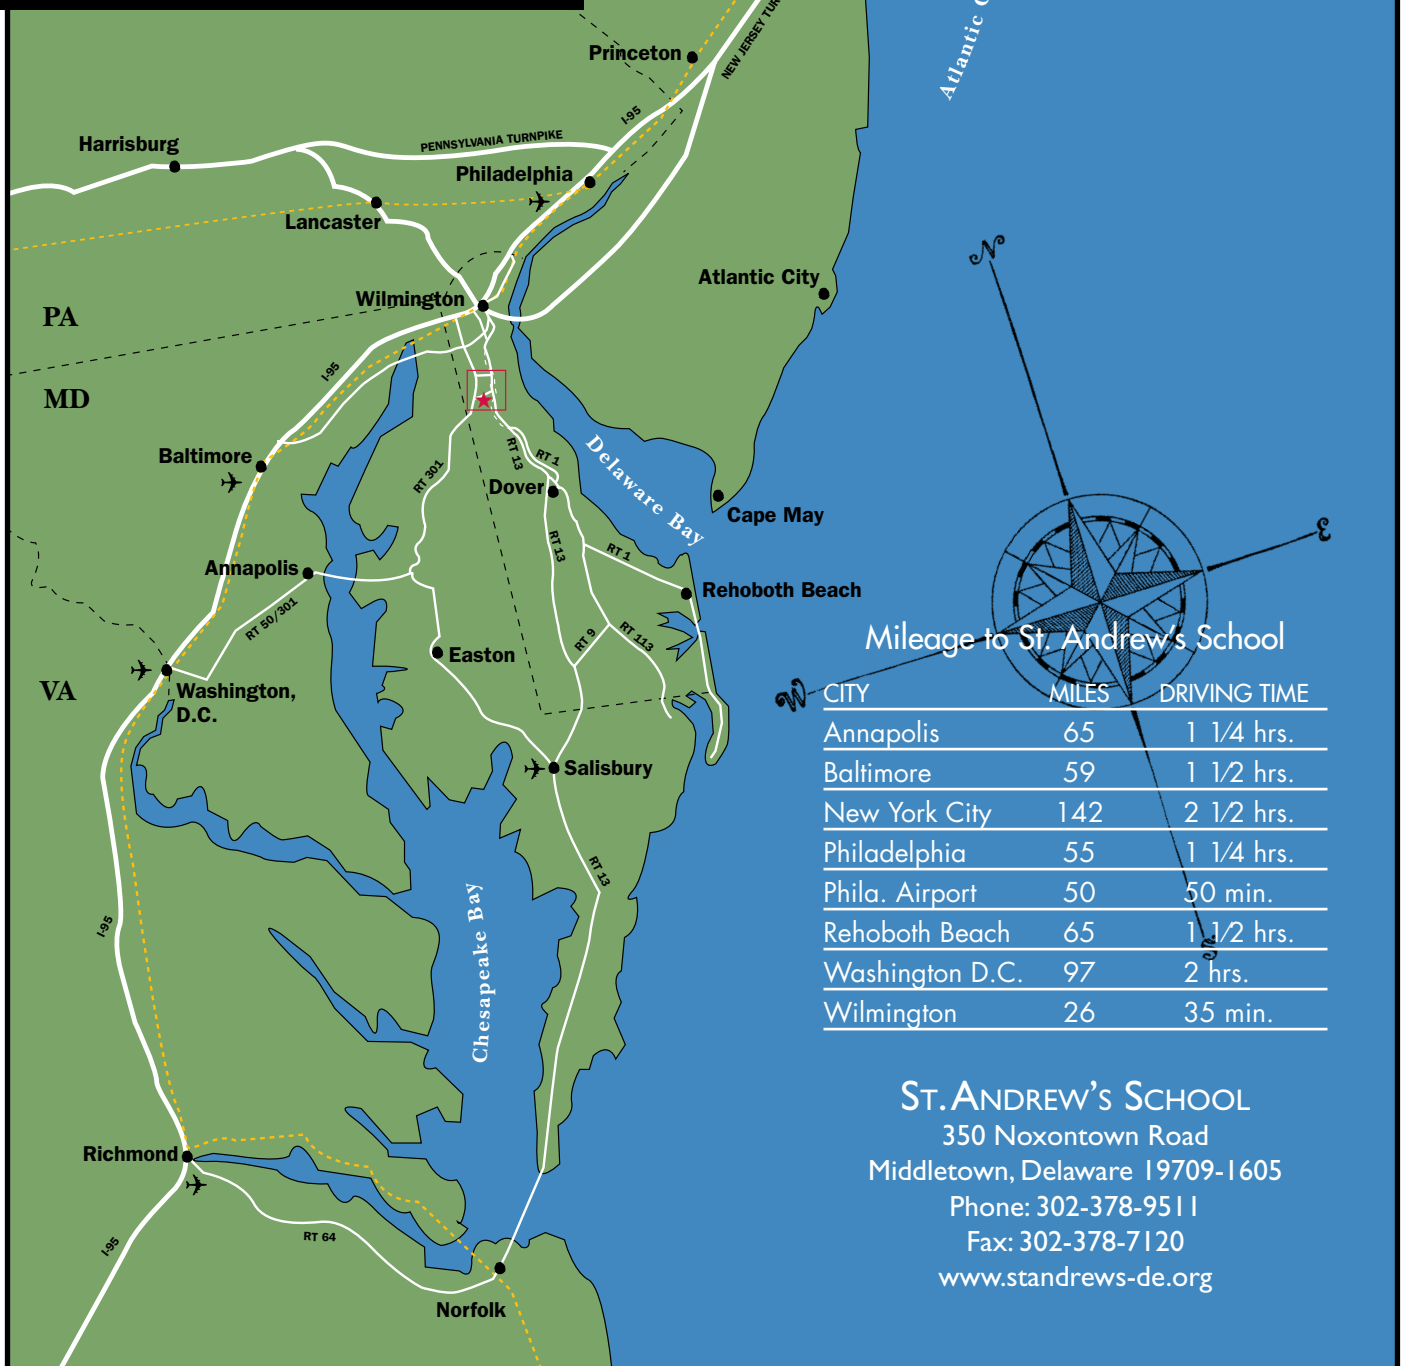 Atlantic
Princeton
NEW JERSEY
I-95
PENNSYLVANIA TURNPIKE
Harrisburg
Philadelphia
Lancaster
Atlantic City
Wilmington
PA
I-95
MD
Delaware Bay
RT 13
RT 1
Baltimore
RT 301
Dover
Cape May
RT 13
RT 1
Annapolis
Rehoboth Beach
RT 50/301
RT 9
RT 113
Easton
VA
Washington,
D.C.
Salisbury
RT 13
Chesapeake Bay
I-95
Richmond
RT 64
I-95
Norfolk
N
E
W
S
Mileage to St. Andrew's School
CITY MILES DRIVING TIME
Annapolis 65 1 1/4 hrs.
Baltimore 59 1 1/2 hrs.
New York City 142 2 1/2 hrs.
Philadelphia 55 1 1/4 hrs.
Phila. Airport 50 50 min.
Rehoboth Beach 65 1 1/2 hrs.
Washington D.C. 97 2 hrs.
Wilmington 26 35 min.
ST. ANDREW'S SCHOOL
350 Noxontown Road
Middletown, Delaware 19709-1605
Phone: 302-378-9511
Fax: 302-378-7120
www.standrews-de.org